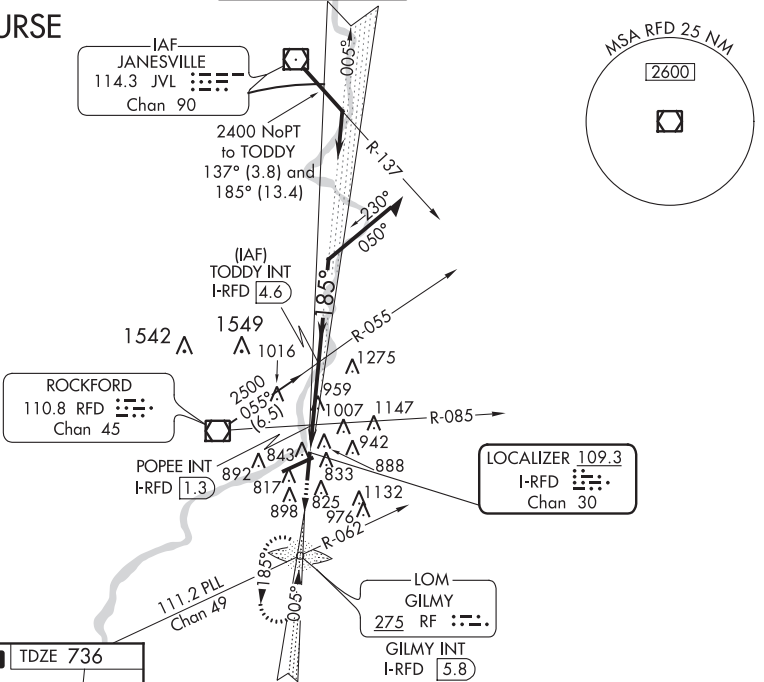 URSE
IAF
JANESVILLE
114.3 JVL
Chan 90
005°
MSA RFD 25 NM
2600
2400 NoPT
to TODDY
137° (3.8) and
185° (13.4)
R-137
230°
050°
(IAF)
TODDY INT
I-RFD 4.6
185°
R-055
1542
1549
1016
1275
ROCKFORD
110.8 RFD
Chan 45
2500
055°
(6.5)
959
1007
1147
R-085
942
843
892
833
888
POPEE INT
I-RFD 1.3
817
825
898
1132
976
LOCALIZER 109.3
I-RFD
Chan 30
R-062
185°
005°
111.2 PLL
Chan 49
LOM
GILMY
275 RF
GILMY INT
I-RFD 5.8
TDZE 736